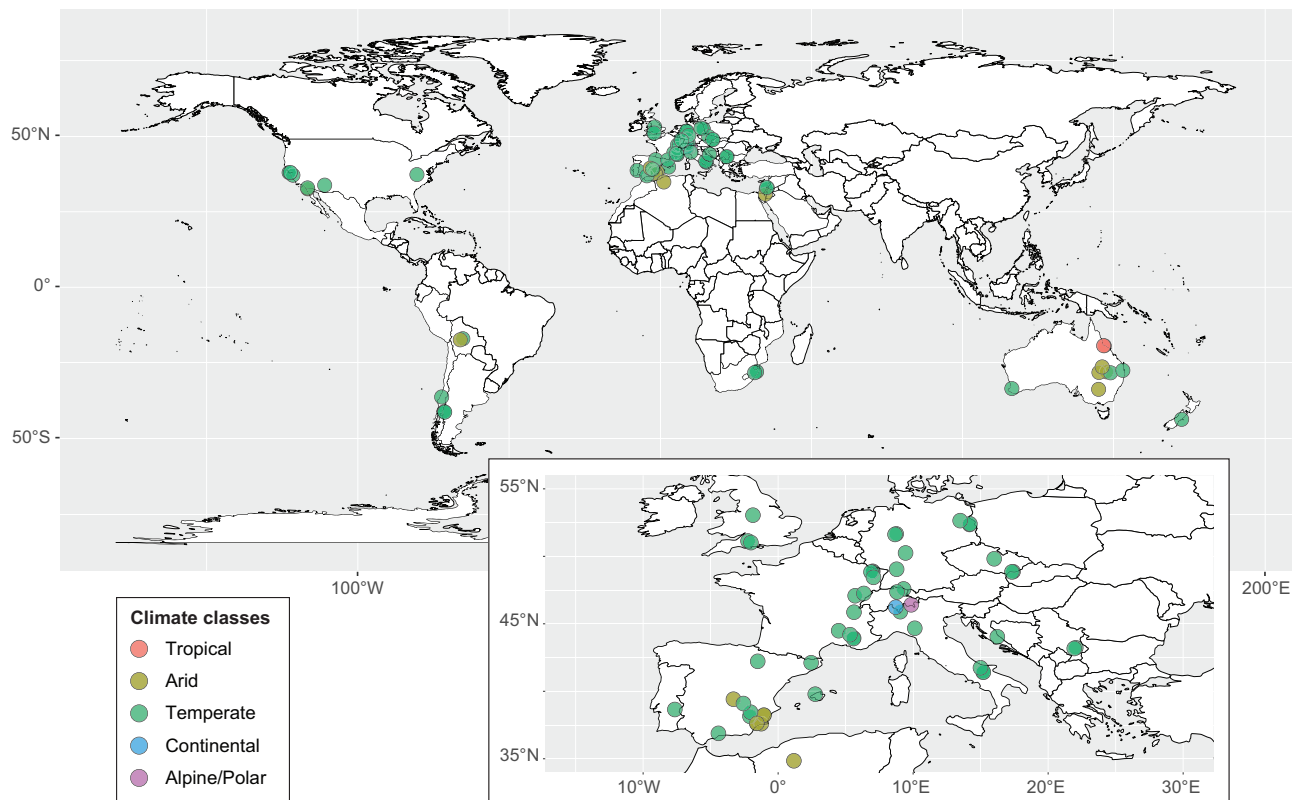 50°N
0°
50°S
100°W
200°E
55°N
45°N
35°N
10°W
0°
10°E
20°E
30°E
Climate classes
Tropical
Arid
Temperate
Continental
Alpine/Polar